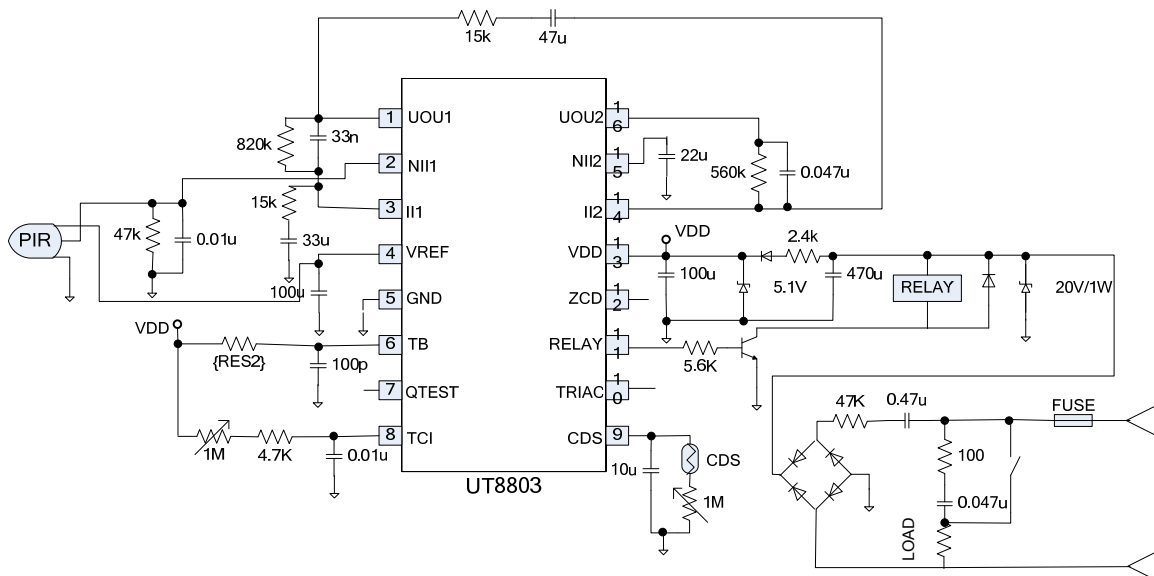 15k
47u
820k
33n
1 UOU1
UOU2 16
2 NII1
NII2 15
22u
560k
0.047u
15k
3 II1
II2 14
PIR
47k
0.01u
33u
4 VREF
VDD 13
VDD
2.4k
100u
100u
5.1V
470u
RELAY
20V/1W
5 GND
ZCD 12
VDD
{RES2}
100p
6 TB
RELAY 11
5.6K
7 QTEST
TRIAC 10
1M
4.7K
0.01u
8 TCI
CDS 9
10u
CDS
1M
UT8803
47K
0.47u
FUSE
100
0.047u
LOAD